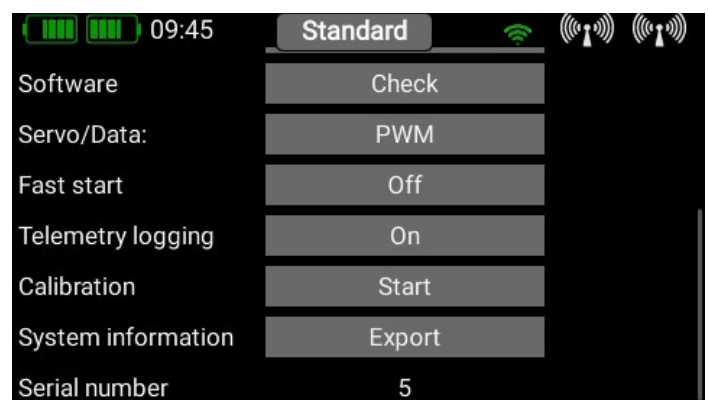 09:45 Standard
Software Check
Servo/Data: PWM
Fast start Off
Telemetry logging On
Calibration Start
System information Export
Serial number 5